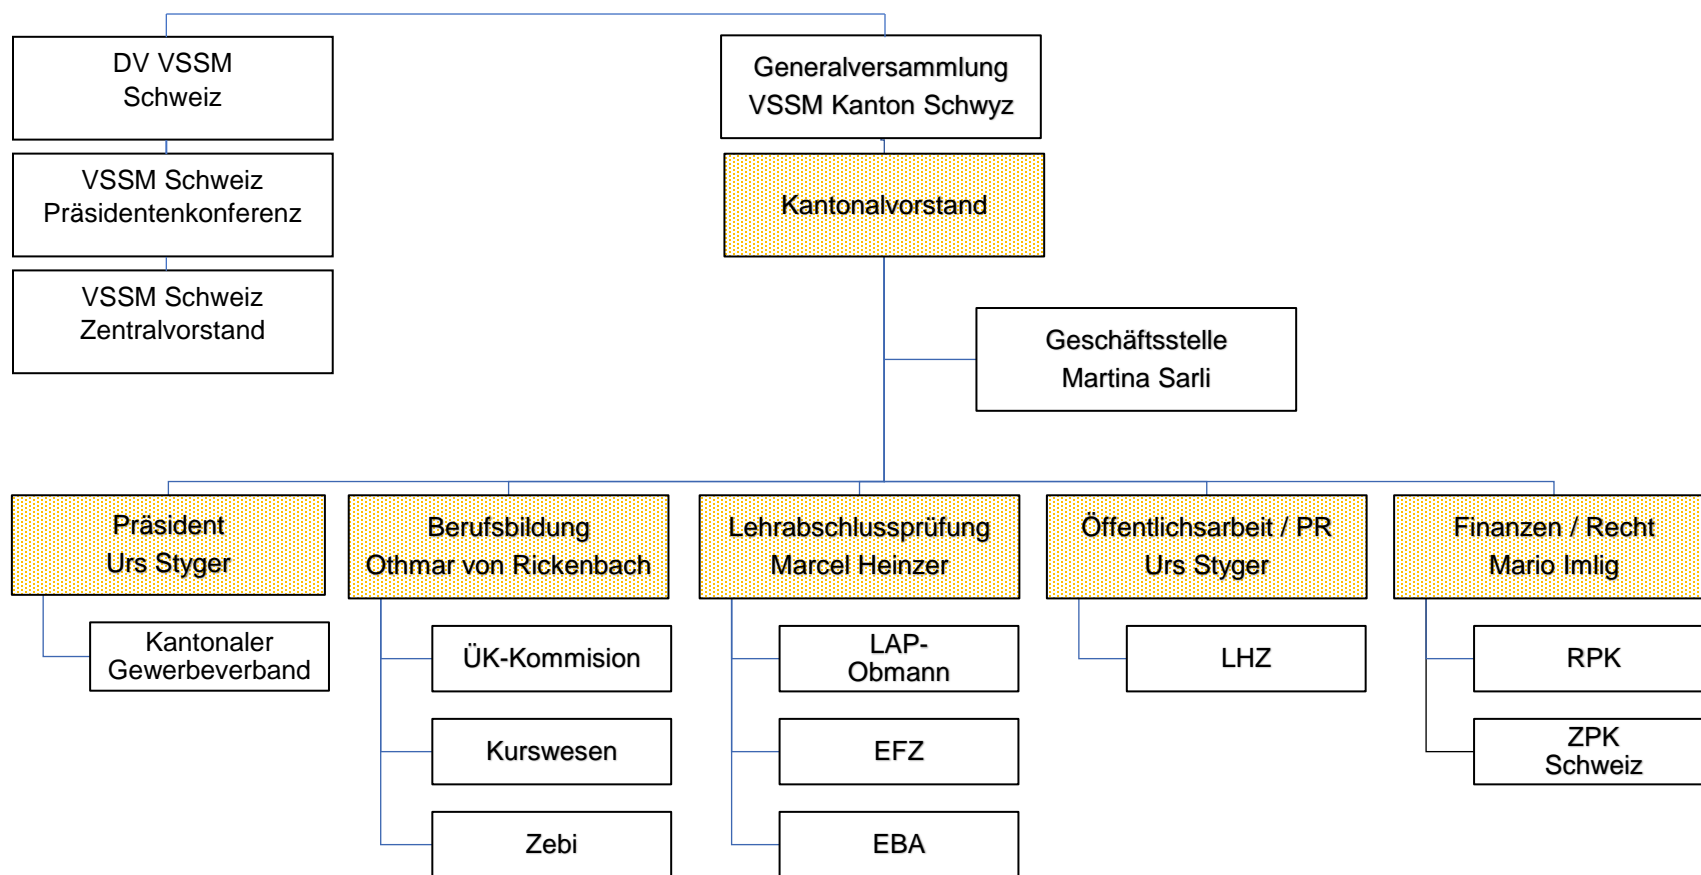 DV VSSM
Schweiz
Generalversammlung
VSSM Kanton Schwyz
VSSM Schweiz
Präsidentenkonferenz
Kantonalvorstand
VSSM Schweiz
Zentralvorstand
Geschäftsstelle
Martina Sarli
Präsident
Urs Styger
Berufsbildung
Othmar von Rickenbach
Lehrabschlussprüfung
Marcel Heinzer
Öffentlichsarbeit / PR
Urs Styger
Finanzen / Recht
Mario Imlig
Kantonaler
Gewerbeverband
ÜK-Kommision
LAP-
Obmann
LHZ
RPK
Kurswesen
EFZ
ZPK
Schweiz
Zebi
EBA